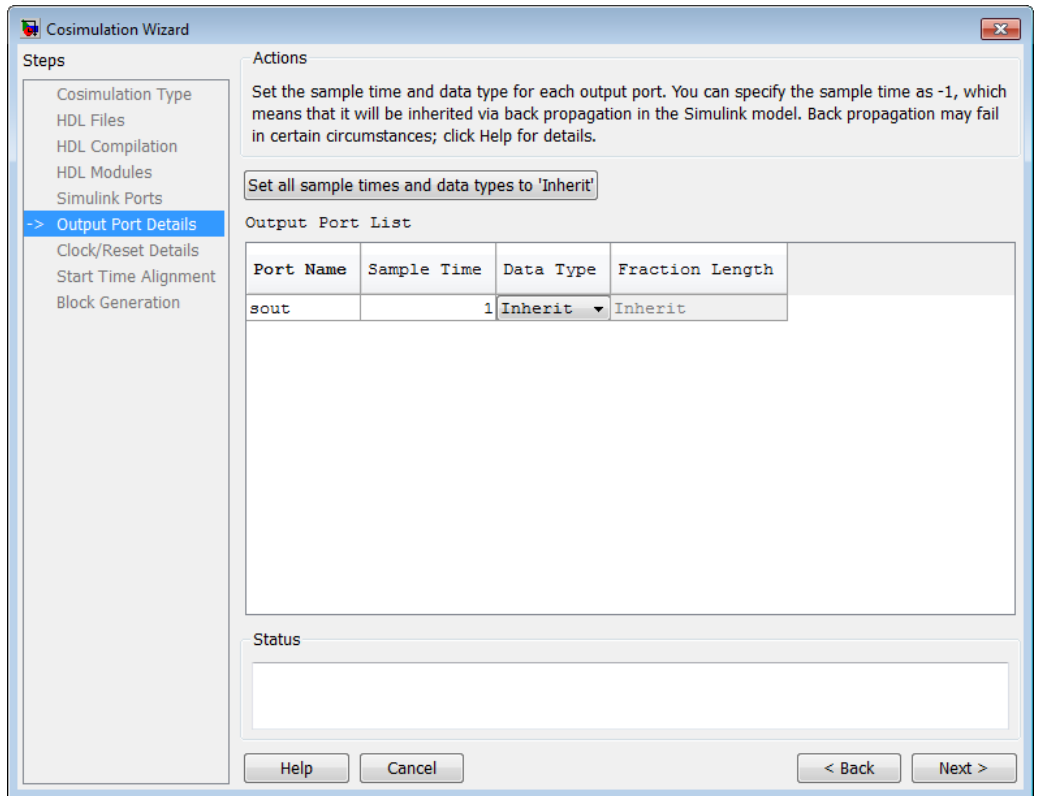 Cosimulation Wizard
Steps
Cosimulation Type
HDL Files
HDL Compilation
HDL Modules
Simulink Ports
-> Output Port Details
Clock/Reset Details
Start Time Alignment
Block Generation
Actions
Set the sample time and data type for each output port. You can specify the sample time as -1, which
means that it will be inherited via back propagation in the Simulink model. Back propagation may fail
in certain circumstances; click Help for details.
Set all sample times and data types to 'Inherit'
Output Port List
Port Name Sample Time Data Type Fraction Length
sout 1 Inherit Inherit
Status
Help Cancel < Back Next >